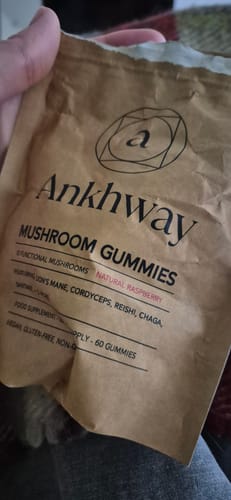 a
Ankhway
MUSHROOM GUMMIES
FUNCTIONAL MUSHROOMS NATURAL RASPBERRY
LION'S MANE, CORDYCEPS, REISHI, CHAGA,
FOOD SUPPLEMENT - 60 GUMMIES
VEGAN, GLUTEN-FREE,